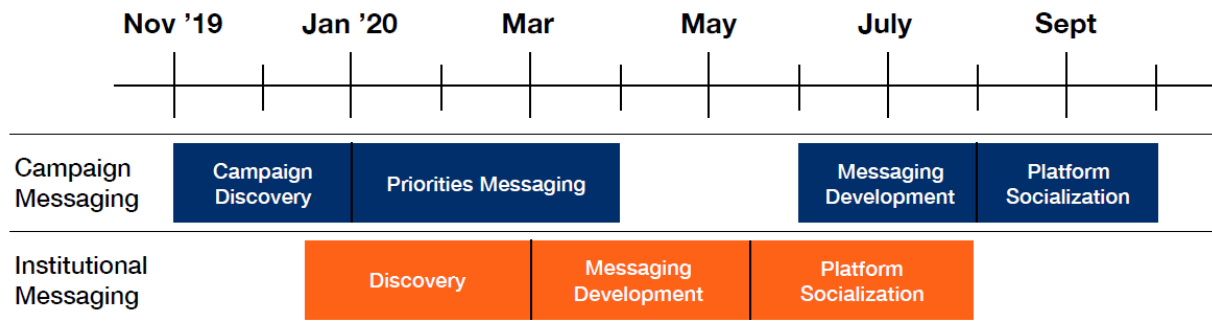 Nov ’19 Jan ’20 Mar May July Sept
Campaign
Messaging
Campaign
Discovery
Priorities Messaging
Messaging
Development
Platform
Socialization
Institutional
Messaging
Discovery
Messaging
Development
Platform
Socialization